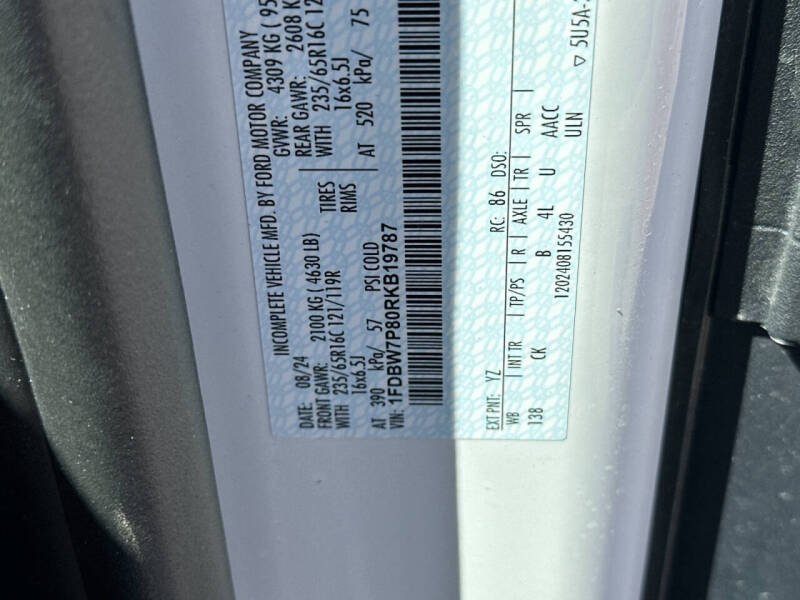 INCOMPLETE VEHICLE MFD. BY FORD MOTOR COMPANY
DATE: 08/24 GVWR: 4309 KG ( 95
FRONT GAWR: 2100 KG ( 4630 LB) REAR GAWR: 2608 K
WITH 235/65R16C 121/119R TIRES WITH 235/65R16C 12
16x6.5J RIMS 16x6.5J
AT 390 kPa/ 57 PSI COLD AT 520 kPa/ 75
VIN: 1FDBW7P80RKB19787
EXT PNT: YZ RC: 86 DSO:
WB INT TR TP/PS R AXLE TR SPR
138 CK B 4L U AACC
1202408155430 ULN
▽ 5U5A-